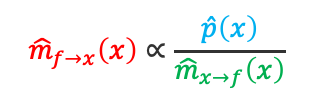 m̂_{f→x}(x) ∝ p̂(x) / m̂_{x→f}(x)